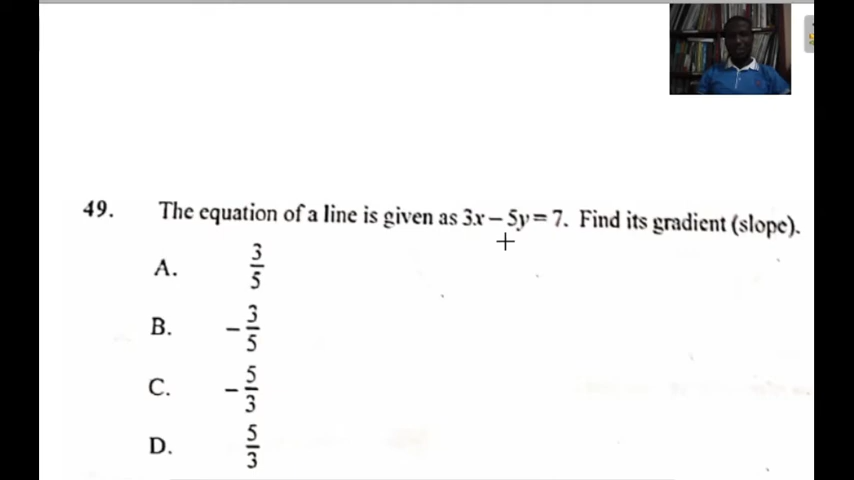 49. The equation of a line is given as 3x – 5y = 7. Find its gradient (slope).
A. 3/5
B. –3/5
C. –5/3
D. 5/3